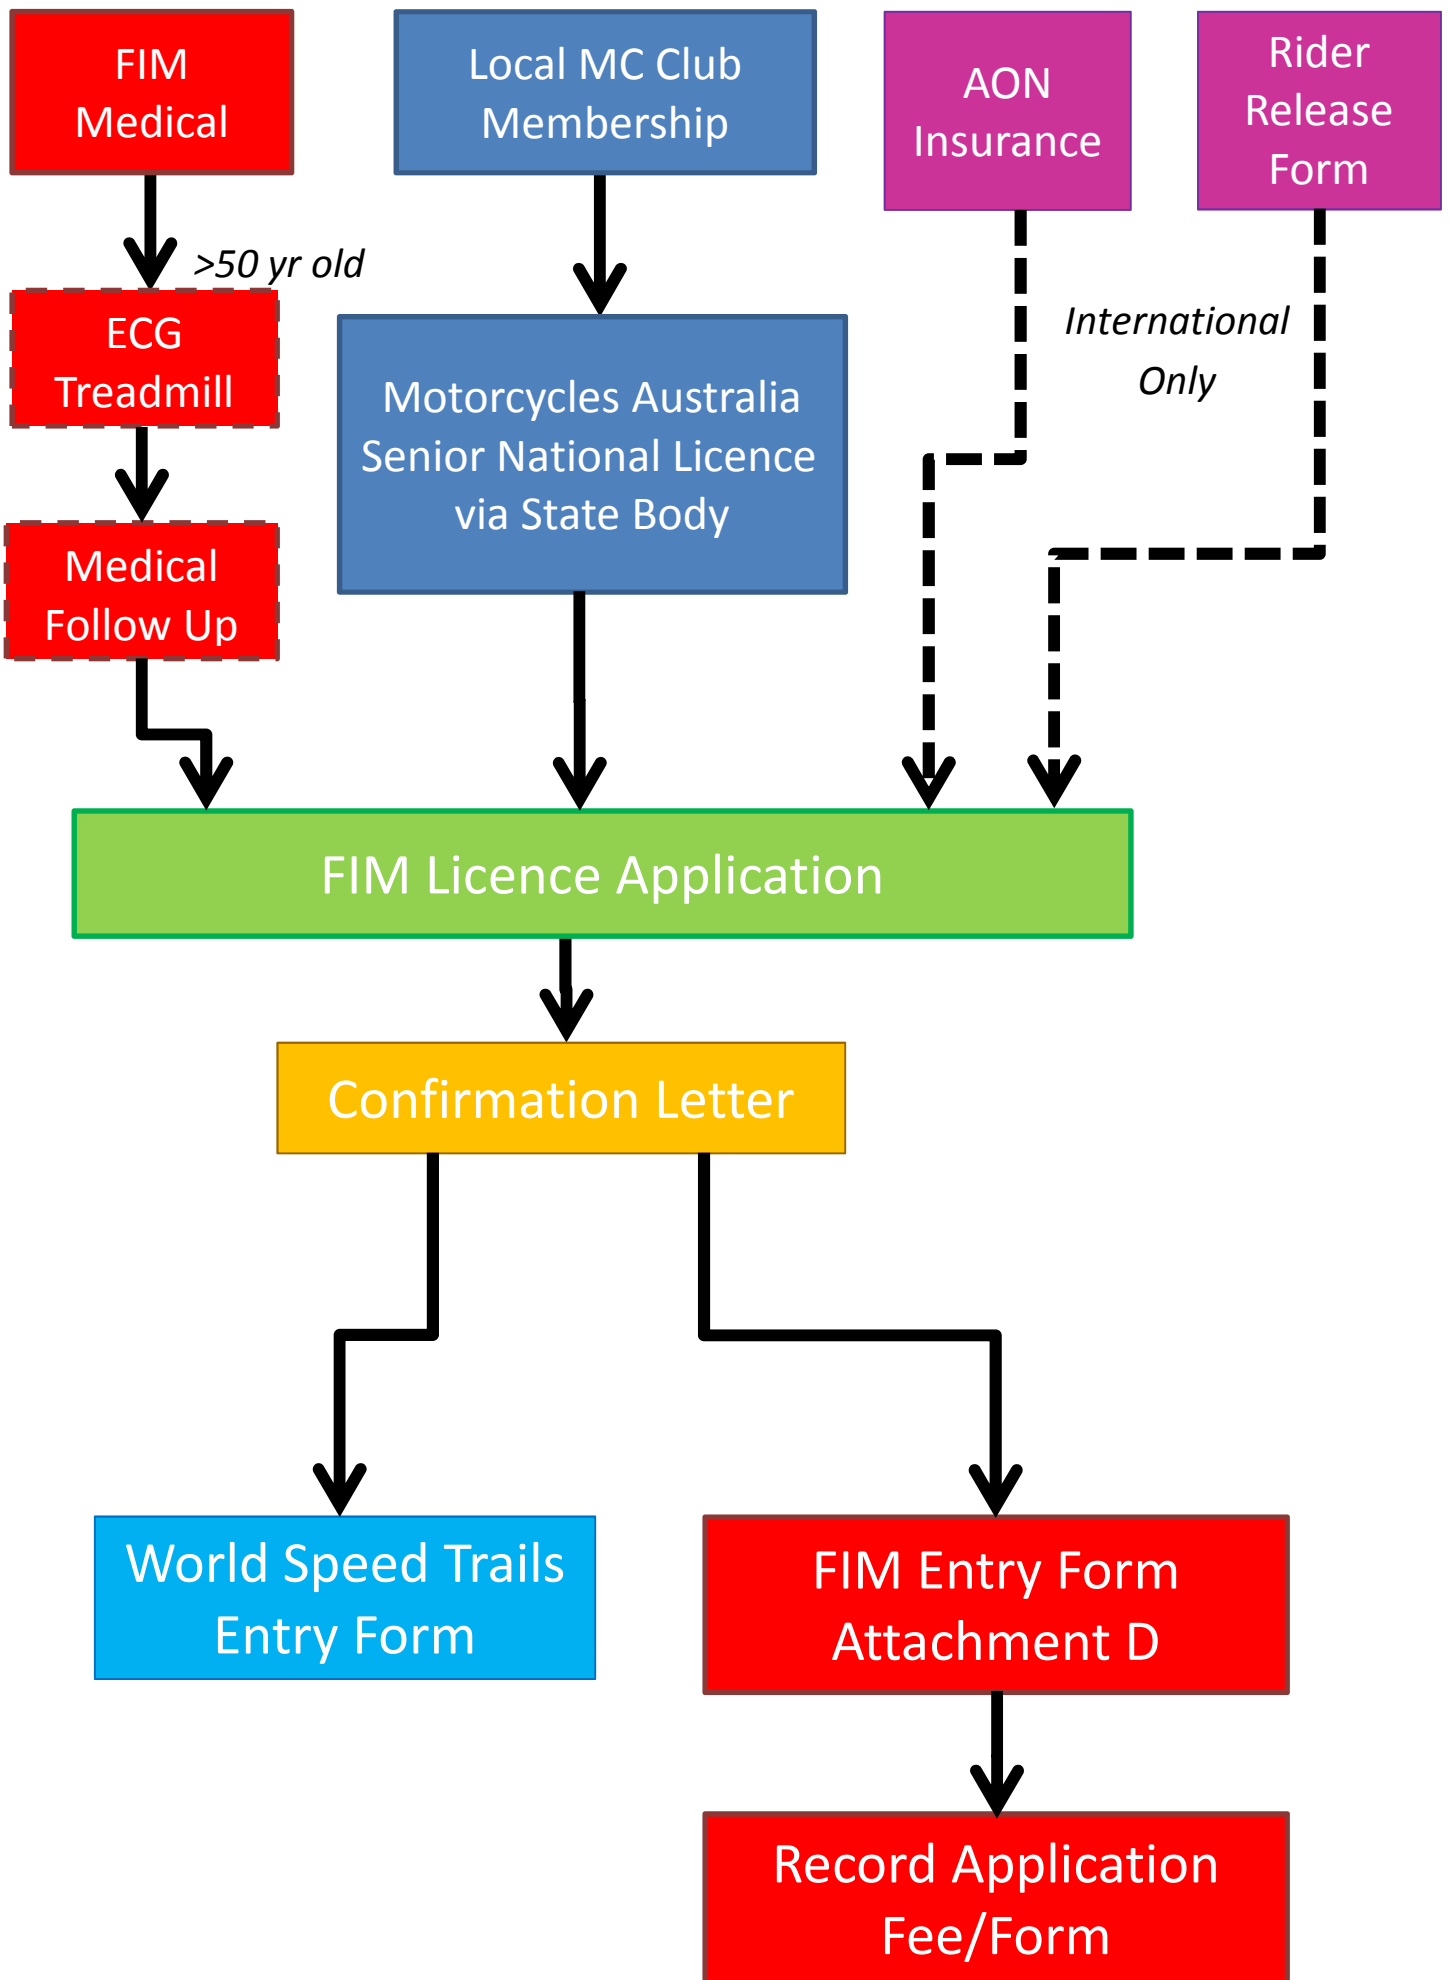 FIM
Medical
Local MC Club
Membership
AON
Insurance
Rider
Release
Form
>50 yr old
ECG
Treadmill
International
Only
Motorcycles Australia
Senior National Licence
via State Body
Medical
Follow Up
FIM Licence Application
Confirmation Letter
World Speed Trails
Entry Form
FIM Entry Form
Attachment D
Record Application
Fee/Form